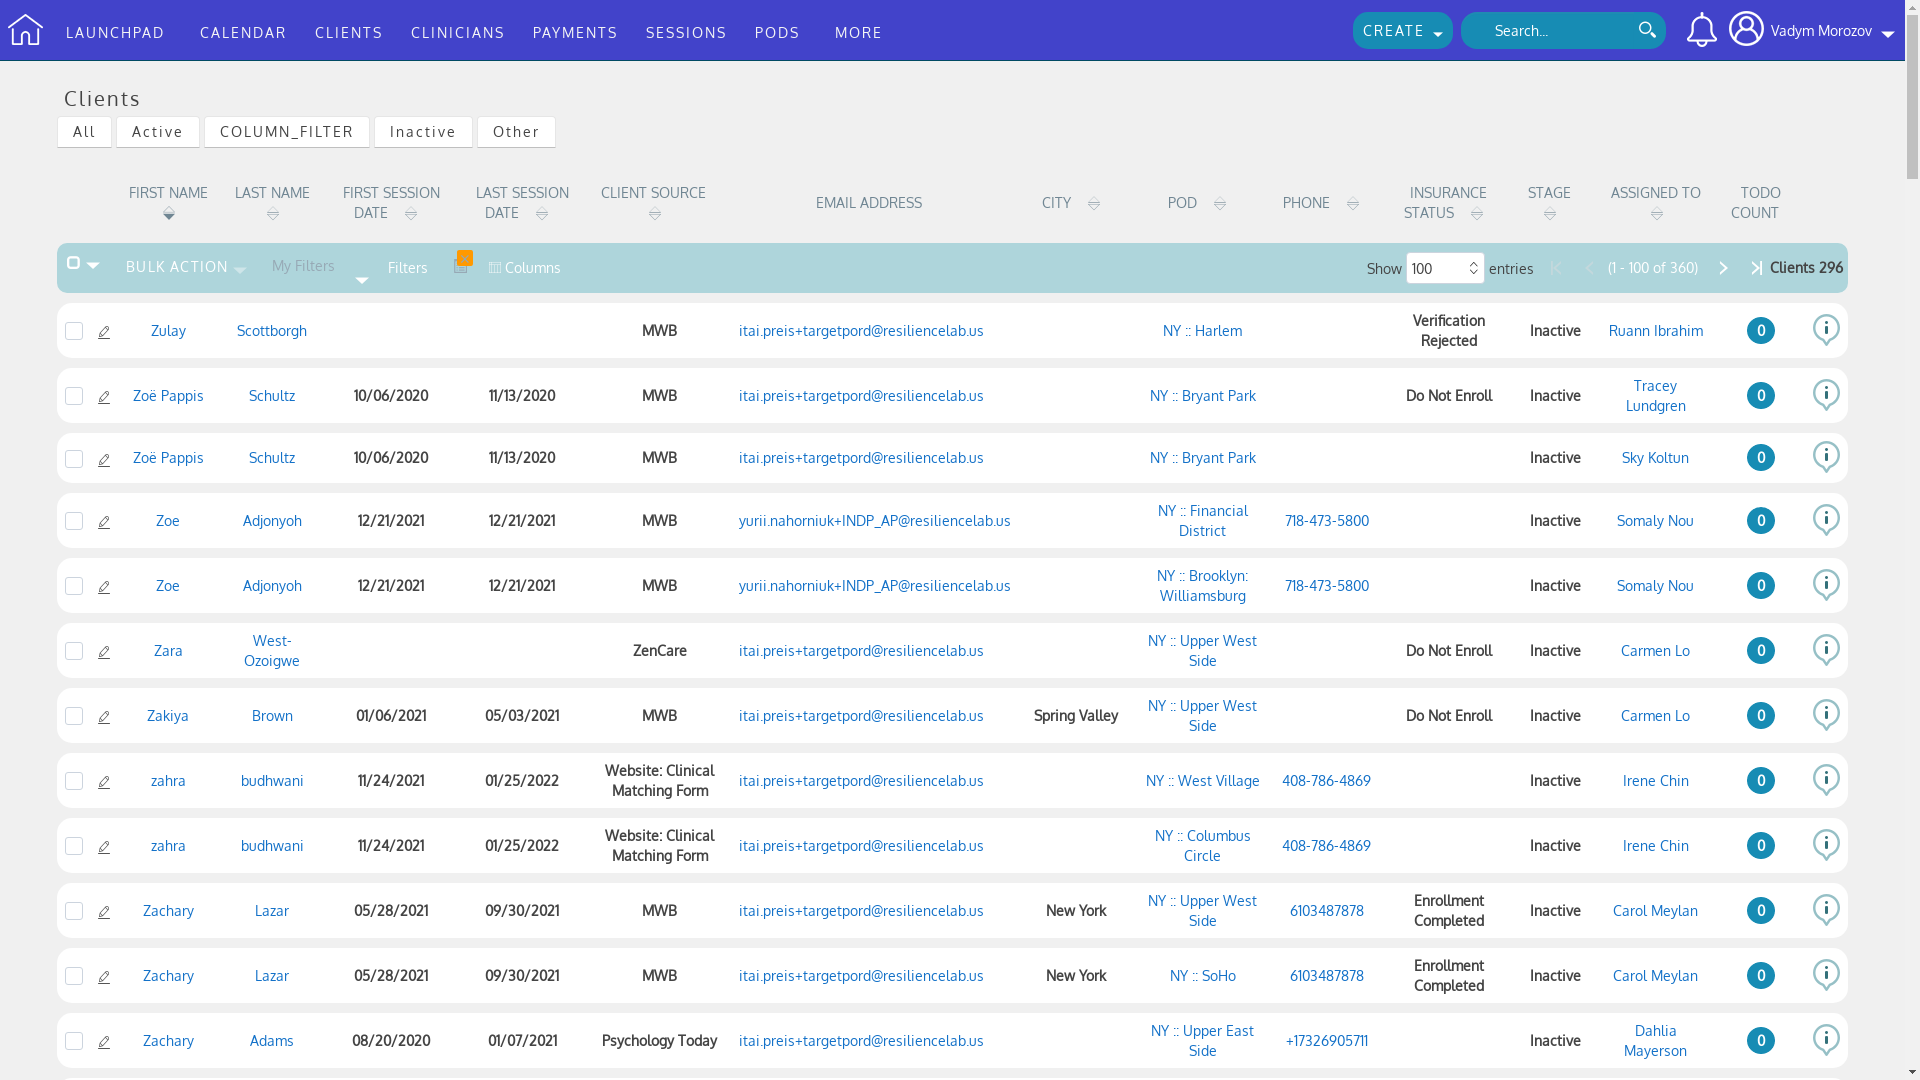 LAUNCHPAD CALENDAR CLIENTS CLINICIANS PAYMENTS SESSIONS PODS MORE CREATE Search... Vadym Morozov
Clients
All Active COLUMN_FILTER Inactive Other
FIRST NAME LAST NAME FIRST SESSION DATE LAST SESSION DATE CLIENT SOURCE EMAIL ADDRESS CITY POD PHONE INSURANCE STATUS STAGE ASSIGNED TO TODO COUNT
BULK ACTION My Filters Filters Columns Show 100 entries (1 - 100 of 360) Clients 296
Zulay Scottborgh MWB itai.preis+targetpord@resiliencelab.us NY :: Harlem Verification Rejected Inactive Ruann Ibrahim 0
Zoë Pappis Schultz 10/06/2020 11/13/2020 MWB itai.preis+targetpord@resiliencelab.us NY :: Bryant Park Do Not Enroll Inactive Tracey Lundgren 0
Zoë Pappis Schultz 10/06/2020 11/13/2020 MWB itai.preis+targetpord@resiliencelab.us NY :: Bryant Park Inactive Sky Koltun 0
Zoe Adjonyoh 12/21/2021 12/21/2021 MWB yurii.nahorniuk+INDP_AP@resiliencelab.us NY :: Financial District 718-473-5800 Inactive Somaly Nou 0
Zoe Adjonyoh 12/21/2021 12/21/2021 MWB yurii.nahorniuk+INDP_AP@resiliencelab.us NY :: Brooklyn: Williamsburg 718-473-5800 Inactive Somaly Nou 0
Zara West-Ozoigwe ZenCare itai.preis+targetpord@resiliencelab.us NY :: Upper West Side Do Not Enroll Inactive Carmen Lo 0
Zakiya Brown 01/06/2021 05/03/2021 MWB itai.preis+targetpord@resiliencelab.us Spring Valley NY :: Upper West Side Do Not Enroll Inactive Carmen Lo 0
zahra budhwani 11/24/2021 01/25/2022 Website: Clinical Matching Form itai.preis+targetpord@resiliencelab.us NY :: West Village 408-786-4869 Inactive Irene Chin 0
zahra budhwani 11/24/2021 01/25/2022 Website: Clinical Matching Form itai.preis+targetpord@resiliencelab.us NY :: Columbus Circle 408-786-4869 Inactive Irene Chin 0
Zachary Lazar 05/28/2021 09/30/2021 MWB itai.preis+targetpord@resiliencelab.us New York NY :: Upper West Side 6103487878 Enrollment Completed Inactive Carol Meylan 0
Zachary Lazar 05/28/2021 09/30/2021 MWB itai.preis+targetpord@resiliencelab.us New York NY :: SoHo 6103487878 Enrollment Completed Inactive Carol Meylan 0
Zachary Adams 08/20/2020 01/07/2021 Psychology Today itai.preis+targetpord@resiliencelab.us NY :: Upper East Side +17326905711 Inactive Dahlia Mayerson 0